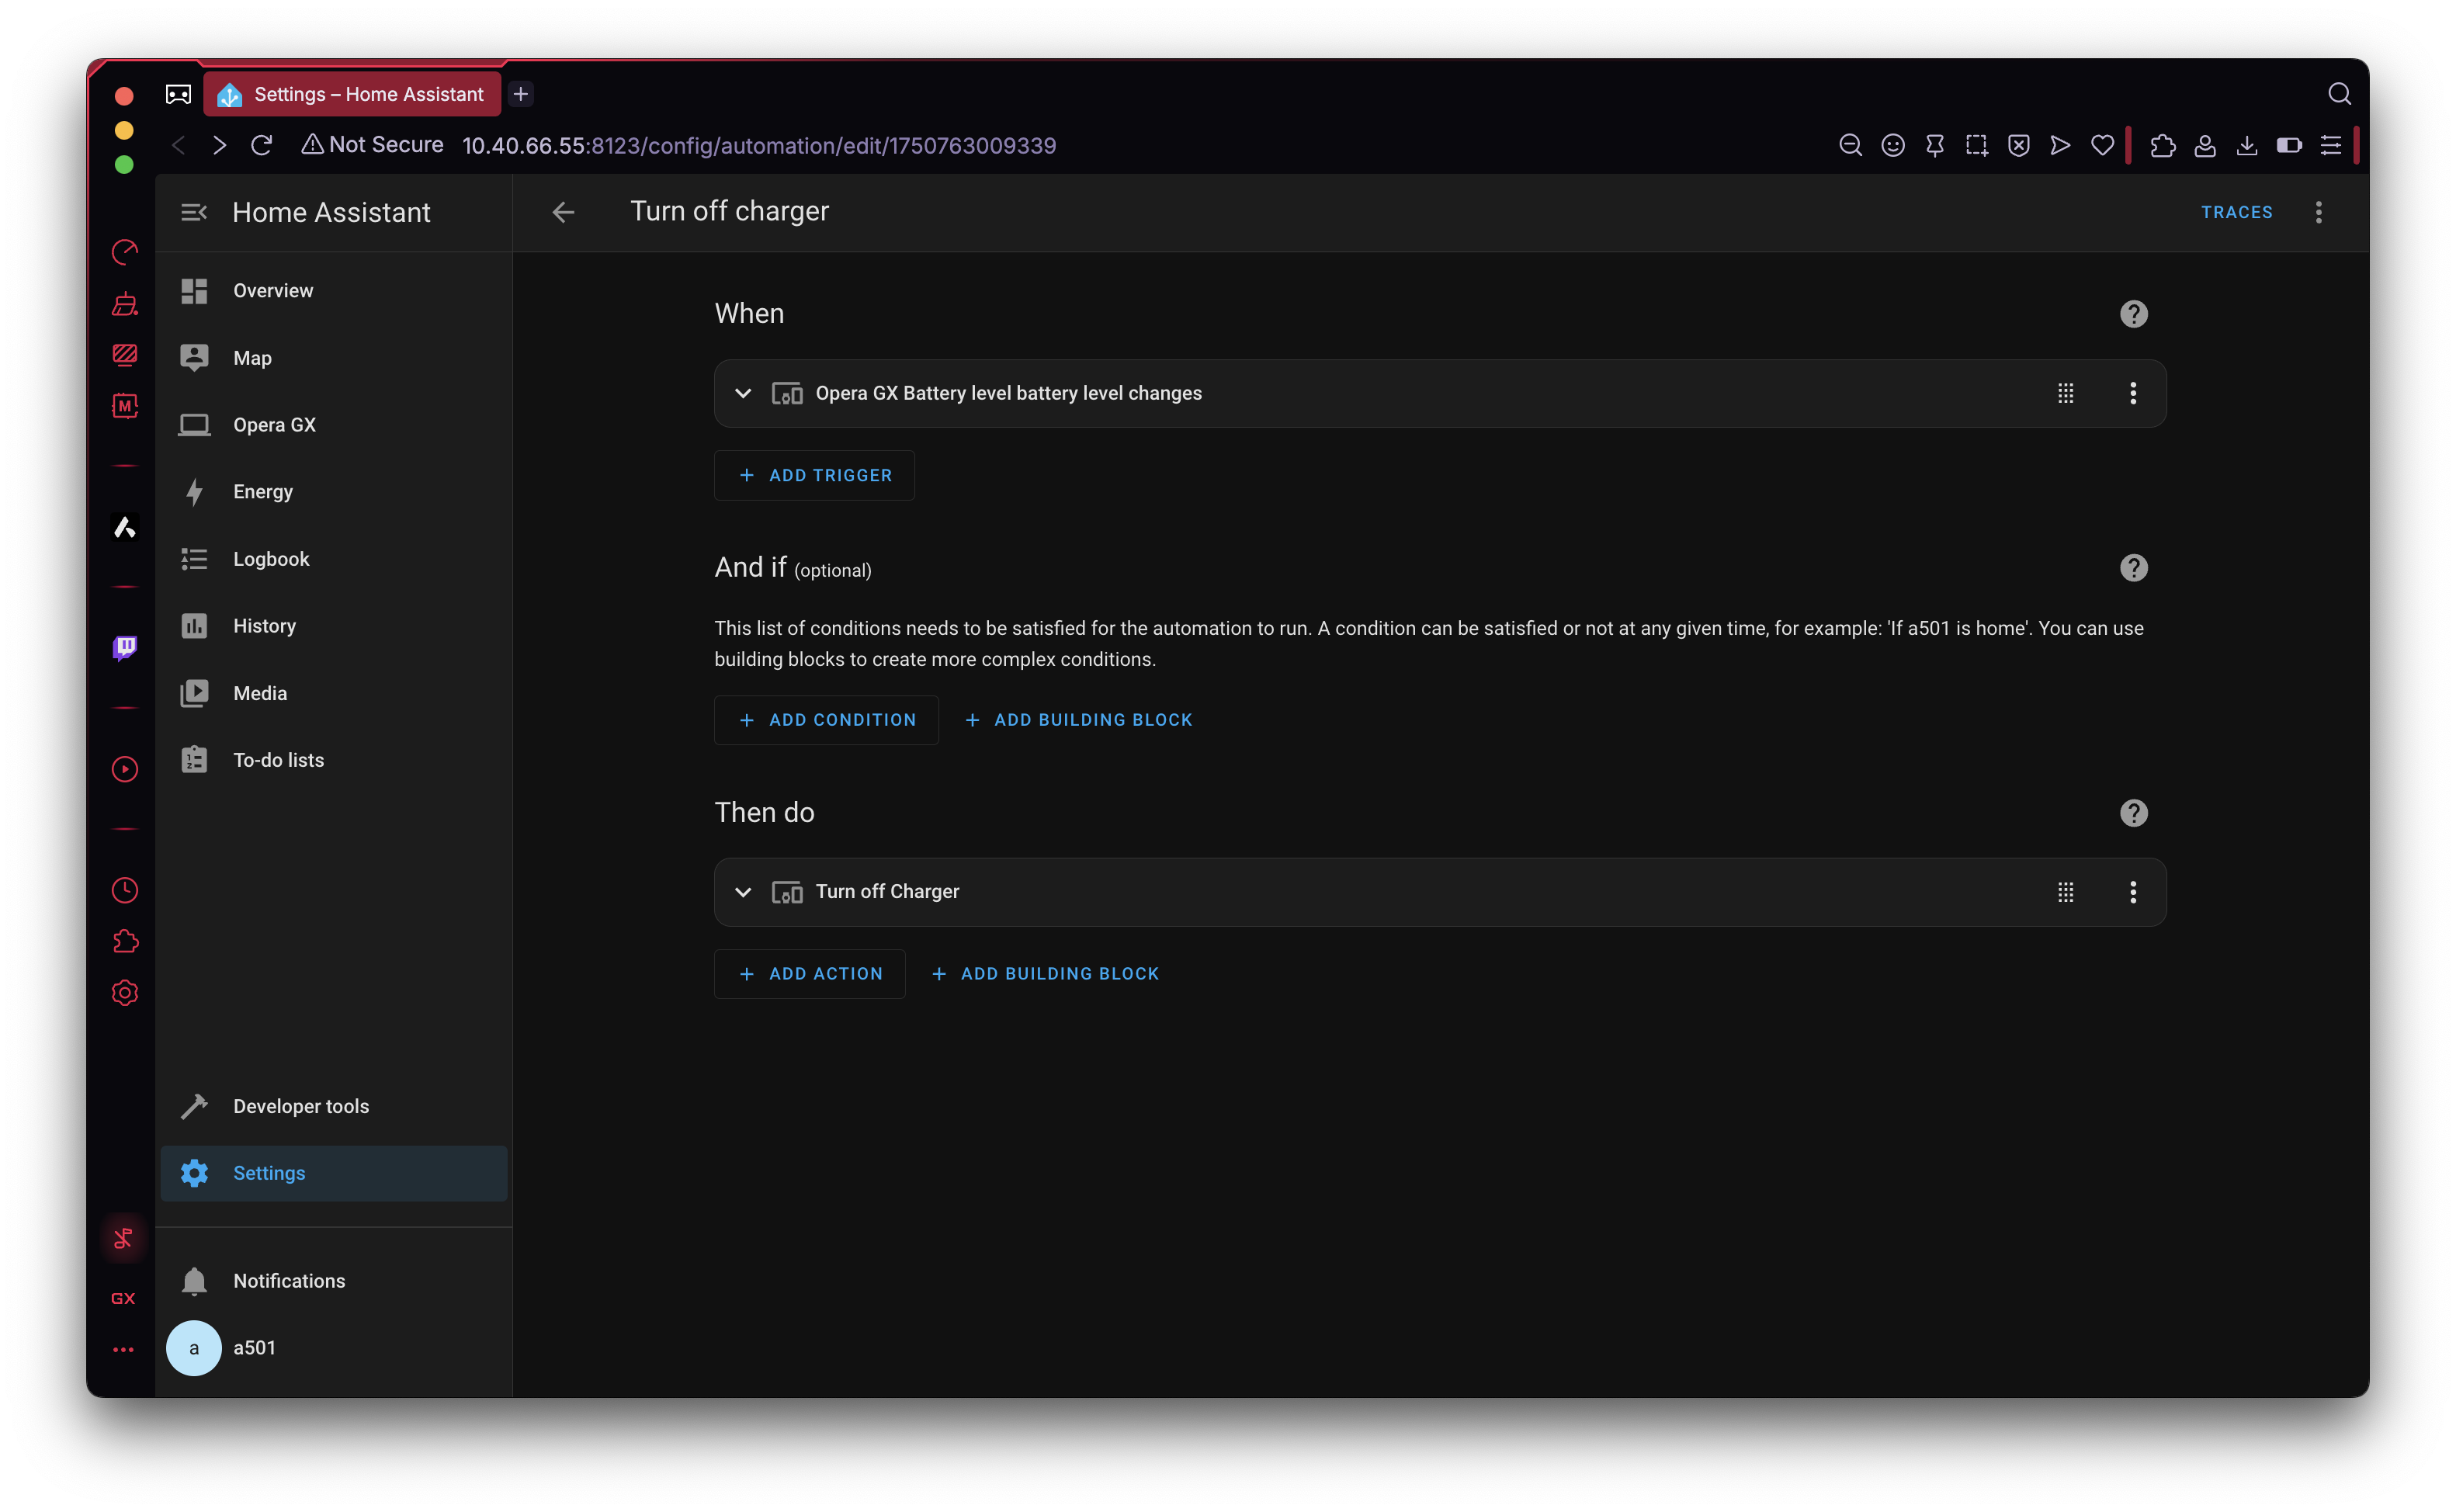 Settings – Home Assistant
Not Secure 10.40.66.55:8123/config/automation/edit/1750763009339
Home Assistant
Turn off charger
TRACES
Overview
Map
Opera GX
Energy
Logbook
History
Media
To-do lists
Developer tools
Settings
Notifications
a a501
M
GX
When
Opera GX Battery level battery level changes
ADD TRIGGER
And if (optional)
This list of conditions needs to be satisfied for the automation to run. A condition can be satisfied or not at any given time, for example: 'If a501 is home'. You can use
building blocks to create more complex conditions.
ADD CONDITION ADD BUILDING BLOCK
Then do
Turn off Charger
ADD ACTION ADD BUILDING BLOCK